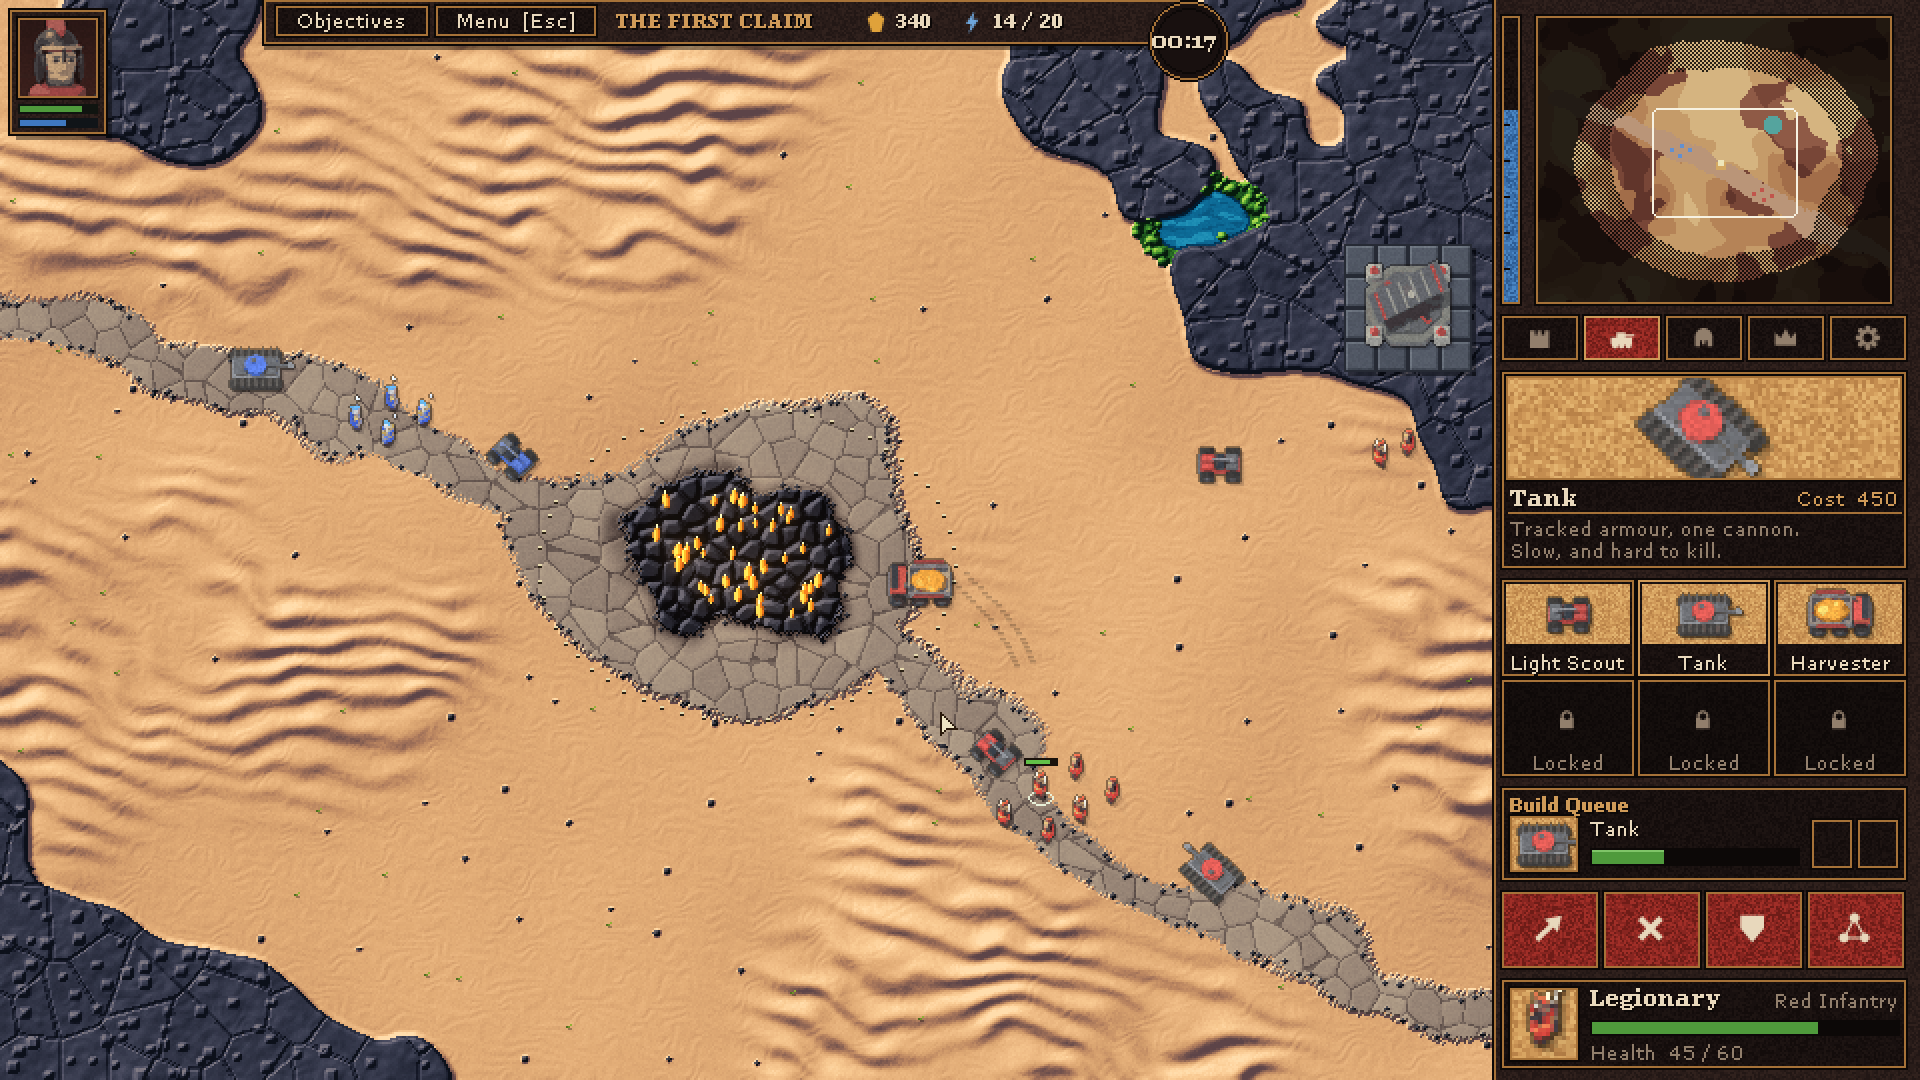 Objectives
Menu [Esc]
THE FIRST CLAIM
340
14 / 20
00:17
Tank
Cost 450
Tracked armour, one cannon.
Slow, and hard to kill.
Light Scout
Tank
Harvester
Locked
Locked
Locked
Build Queue
Tank
Legionary
Red Infantry
Health 45 / 60